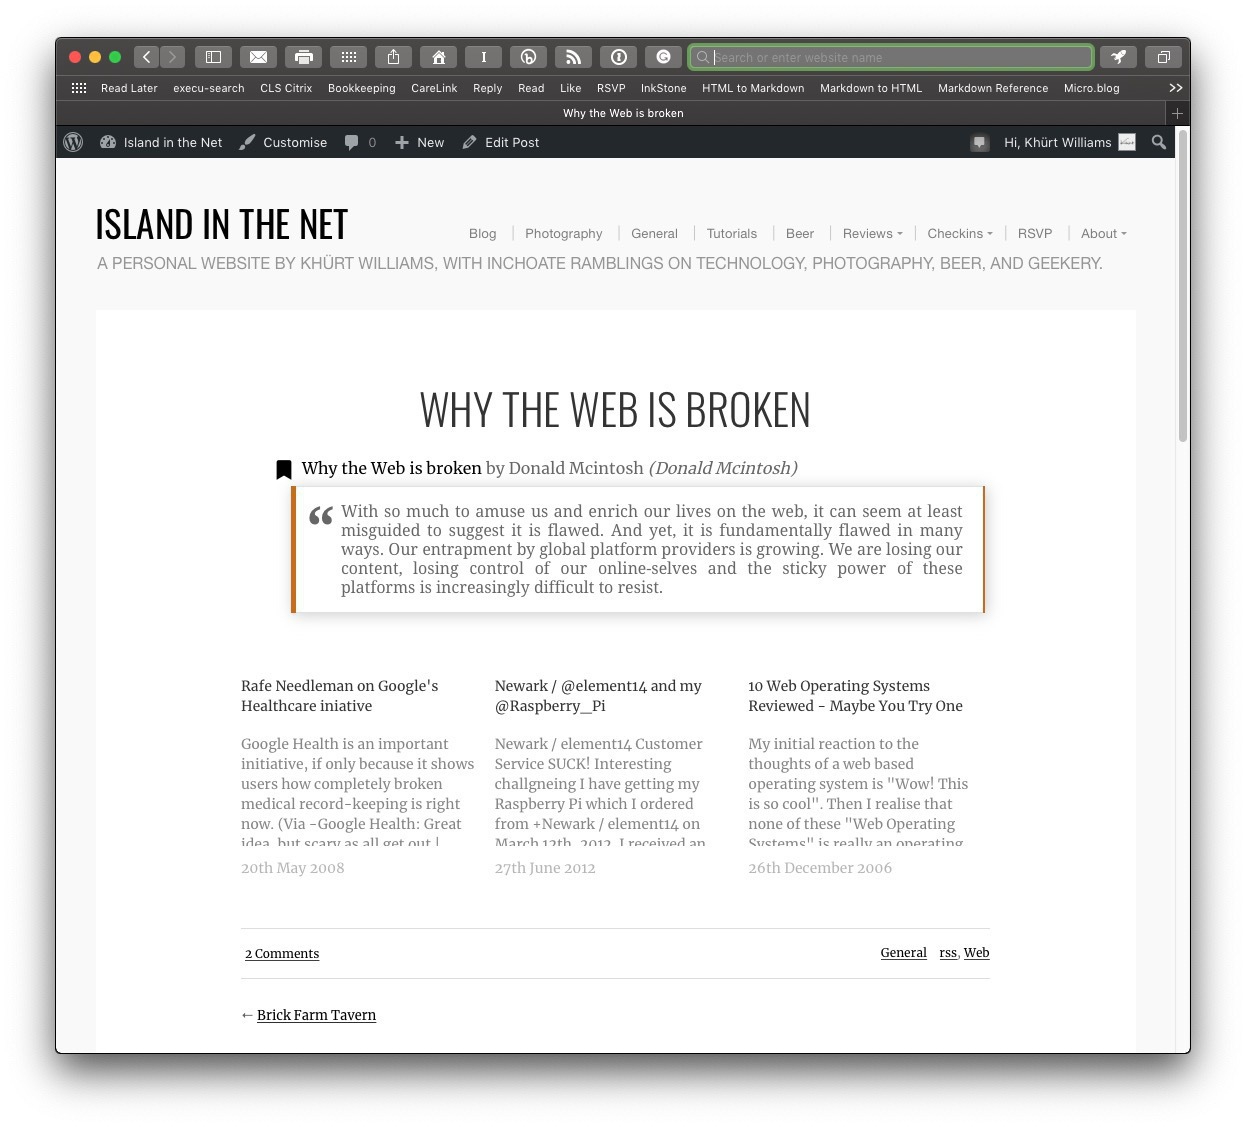 Search or enter website name
Read Later execu-search CLS Citrix Bookkeeping CareLink Reply Read Like RSVP InkStone HTML to Markdown Markdown to HTML Markdown Reference Micro.blog >>
Why the Web is broken
Island in the Net Customise 0 New Edit Post Hi, Khürt Williams
ISLAND IN THE NET
Blog Photography General Tutorials Beer Reviews Checkins RSVP About
A PERSONAL WEBSITE BY KHÜRT WILLIAMS, WITH INCHOATE RAMBLINGS ON TECHNOLOGY, PHOTOGRAPHY, BEER, AND GEEKERY.
WHY THE WEB IS BROKEN
Why the Web is broken by Donald Mcintosh (Donald Mcintosh)
“ With so much to amuse us and enrich our lives on the web, it can seem at least
misguided to suggest it is flawed. And yet, it is fundamentally flawed in many
ways. Our entrapment by global platform providers is growing. We are losing our
content, losing control of our online-selves and the sticky power of these
platforms is increasingly difficult to resist.
Rafe Needleman on Google's
Healthcare iniative
Google Health is an important
initiative, if only because it shows
users how completely broken
medical record-keeping is right
now. (Via -Google Health: Great
idea, but scary as all get out |
20th May 2008
Newark / @element14 and my
@Raspberry_Pi
Newark / element14 Customer
Service SUCK! Interesting
challgneing I have getting my
Raspberry Pi which I ordered
from +Newark / element14 on
March 12th, 2012. I received an
27th June 2012
10 Web Operating Systems
Reviewed - Maybe You Try One
My initial reaction to the
thoughts of a web based
operating system is "Wow! This
is so cool". Then I realise that
none of these "Web Operating
Systems" is really an operating
26th December 2006
2 Comments
General rss, Web
← Brick Farm Tavern